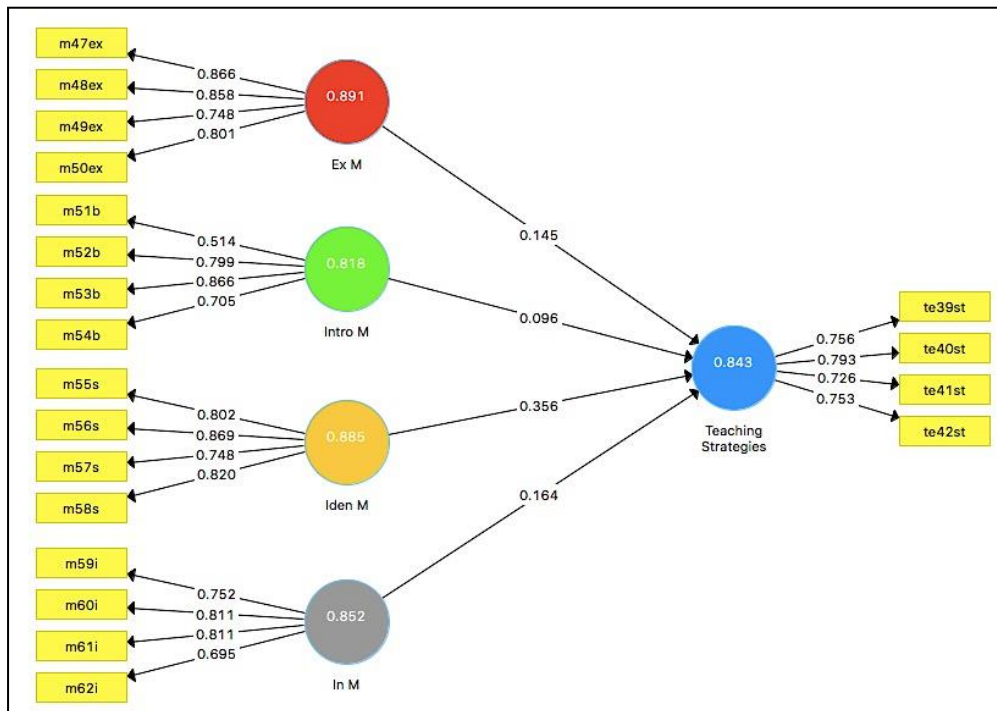 m47ex
m48ex
m49ex
m50ex
0.866
0.858
0.748
0.801
0.891
Ex M
m51b
m52b
m53b
m54b
0.514
0.799
0.866
0.705
0.818
Intro M
m55s
m56s
m57s
m58s
0.802
0.869
0.748
0.820
0.885
Iden M
m59i
m60i
m61i
m62i
0.752
0.811
0.811
0.695
0.852
In M
0.145
0.096
0.356
0.164
0.843
Teaching
Strategies
0.756
0.793
0.726
0.753
te39st
te40st
te41st
te42st